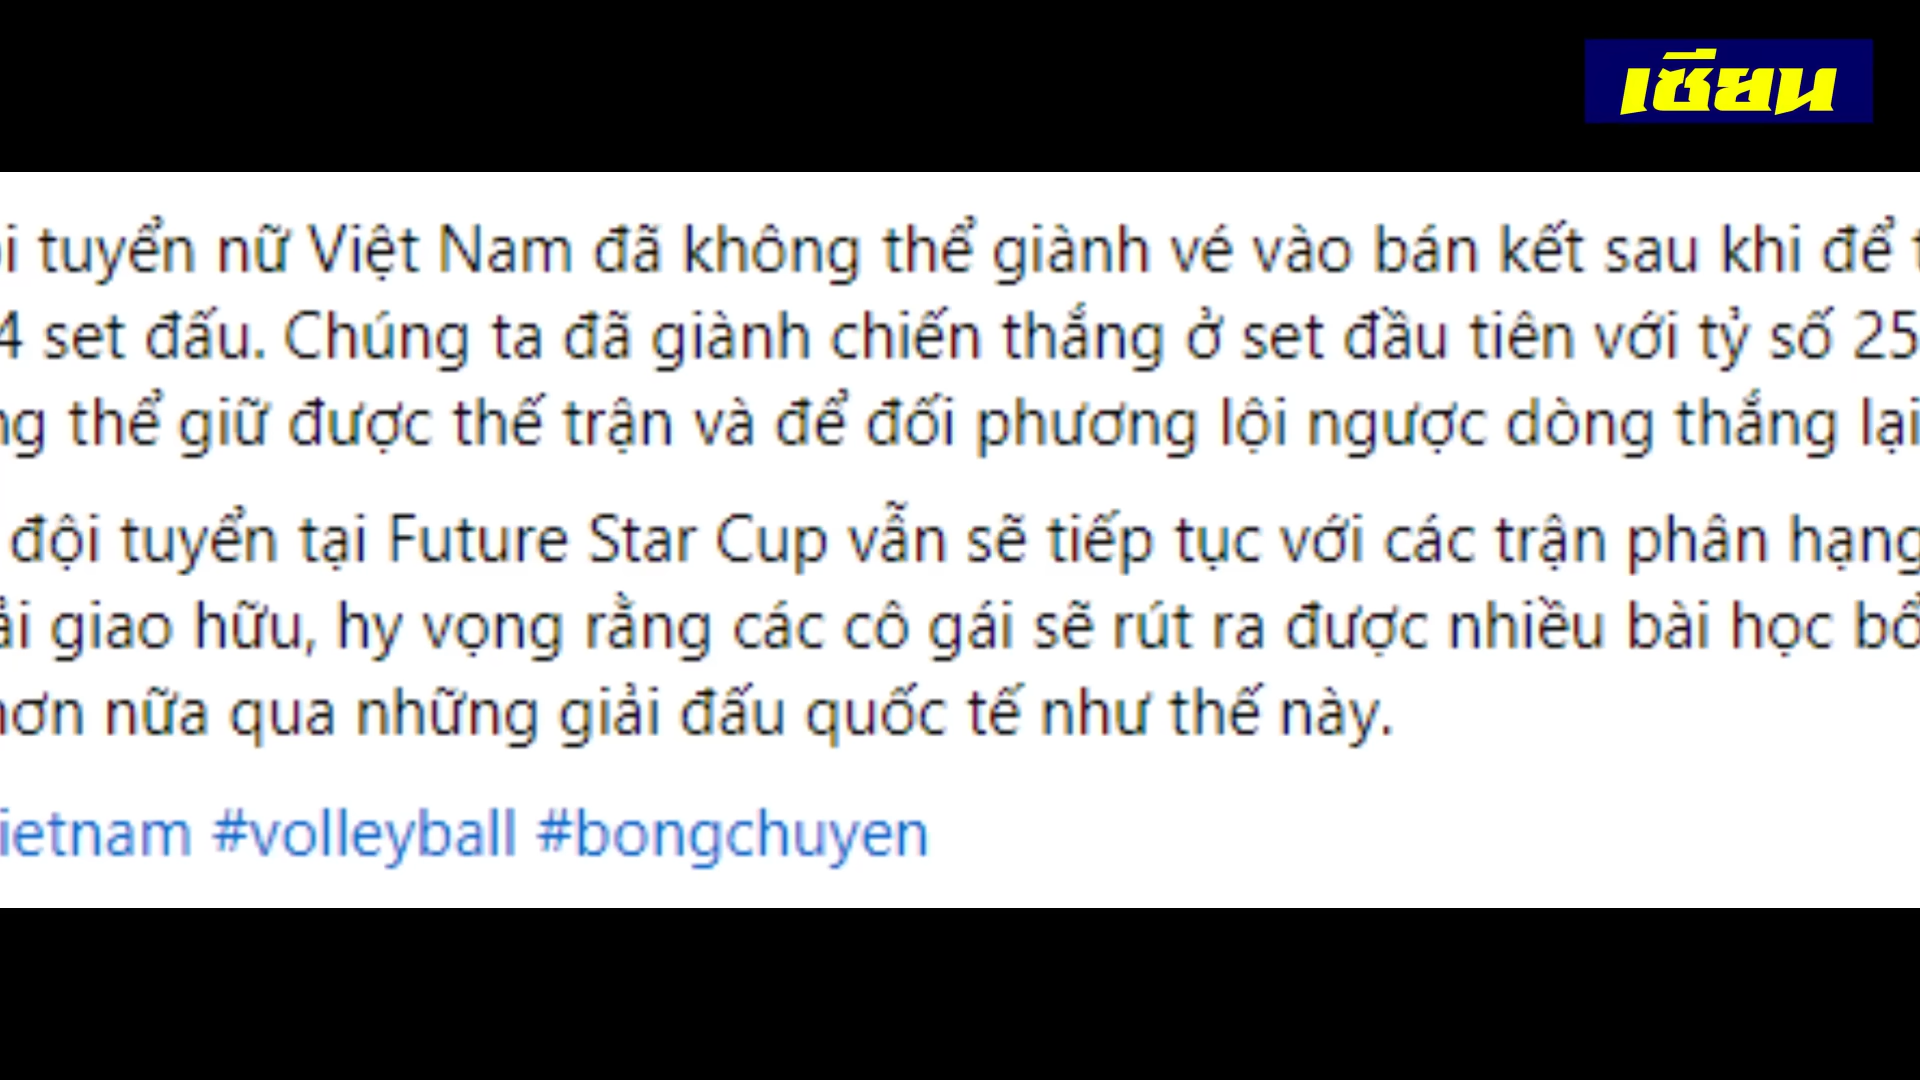 เซียน
tuyển nữ Việt Nam đã không thể giành vé vào bán kết sau khi để
4 set đấu. Chúng ta đã giành chiến thắng ở set đầu tiên với tỷ số 25
thể giữ được thế trận và để đối phương lội ngược dòng thắng lại
đội tuyển tại Future Star Cup vẫn sẽ tiếp tục với các trận phân hạng
giao hữu, hy vọng rằng các cô gái sẽ rút ra được nhiều bài học bổ
nữa qua những giải đấu quốc tế như thế này.
ietnam #volleyball #bongchuyen